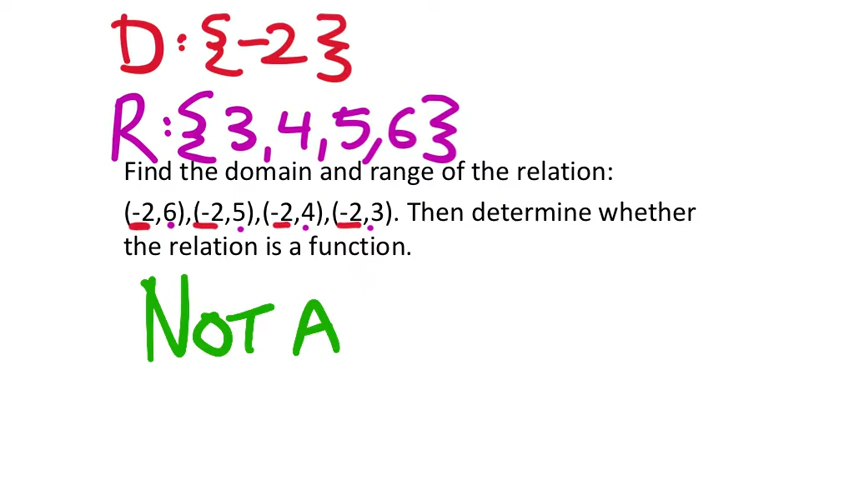 D:{-2}
R:{3,4,5,6}
Find the domain and range of the relation:
(-2,6),(-2,5),(-2,4),(-2,3). Then determine whether
the relation is a function.
NOT A